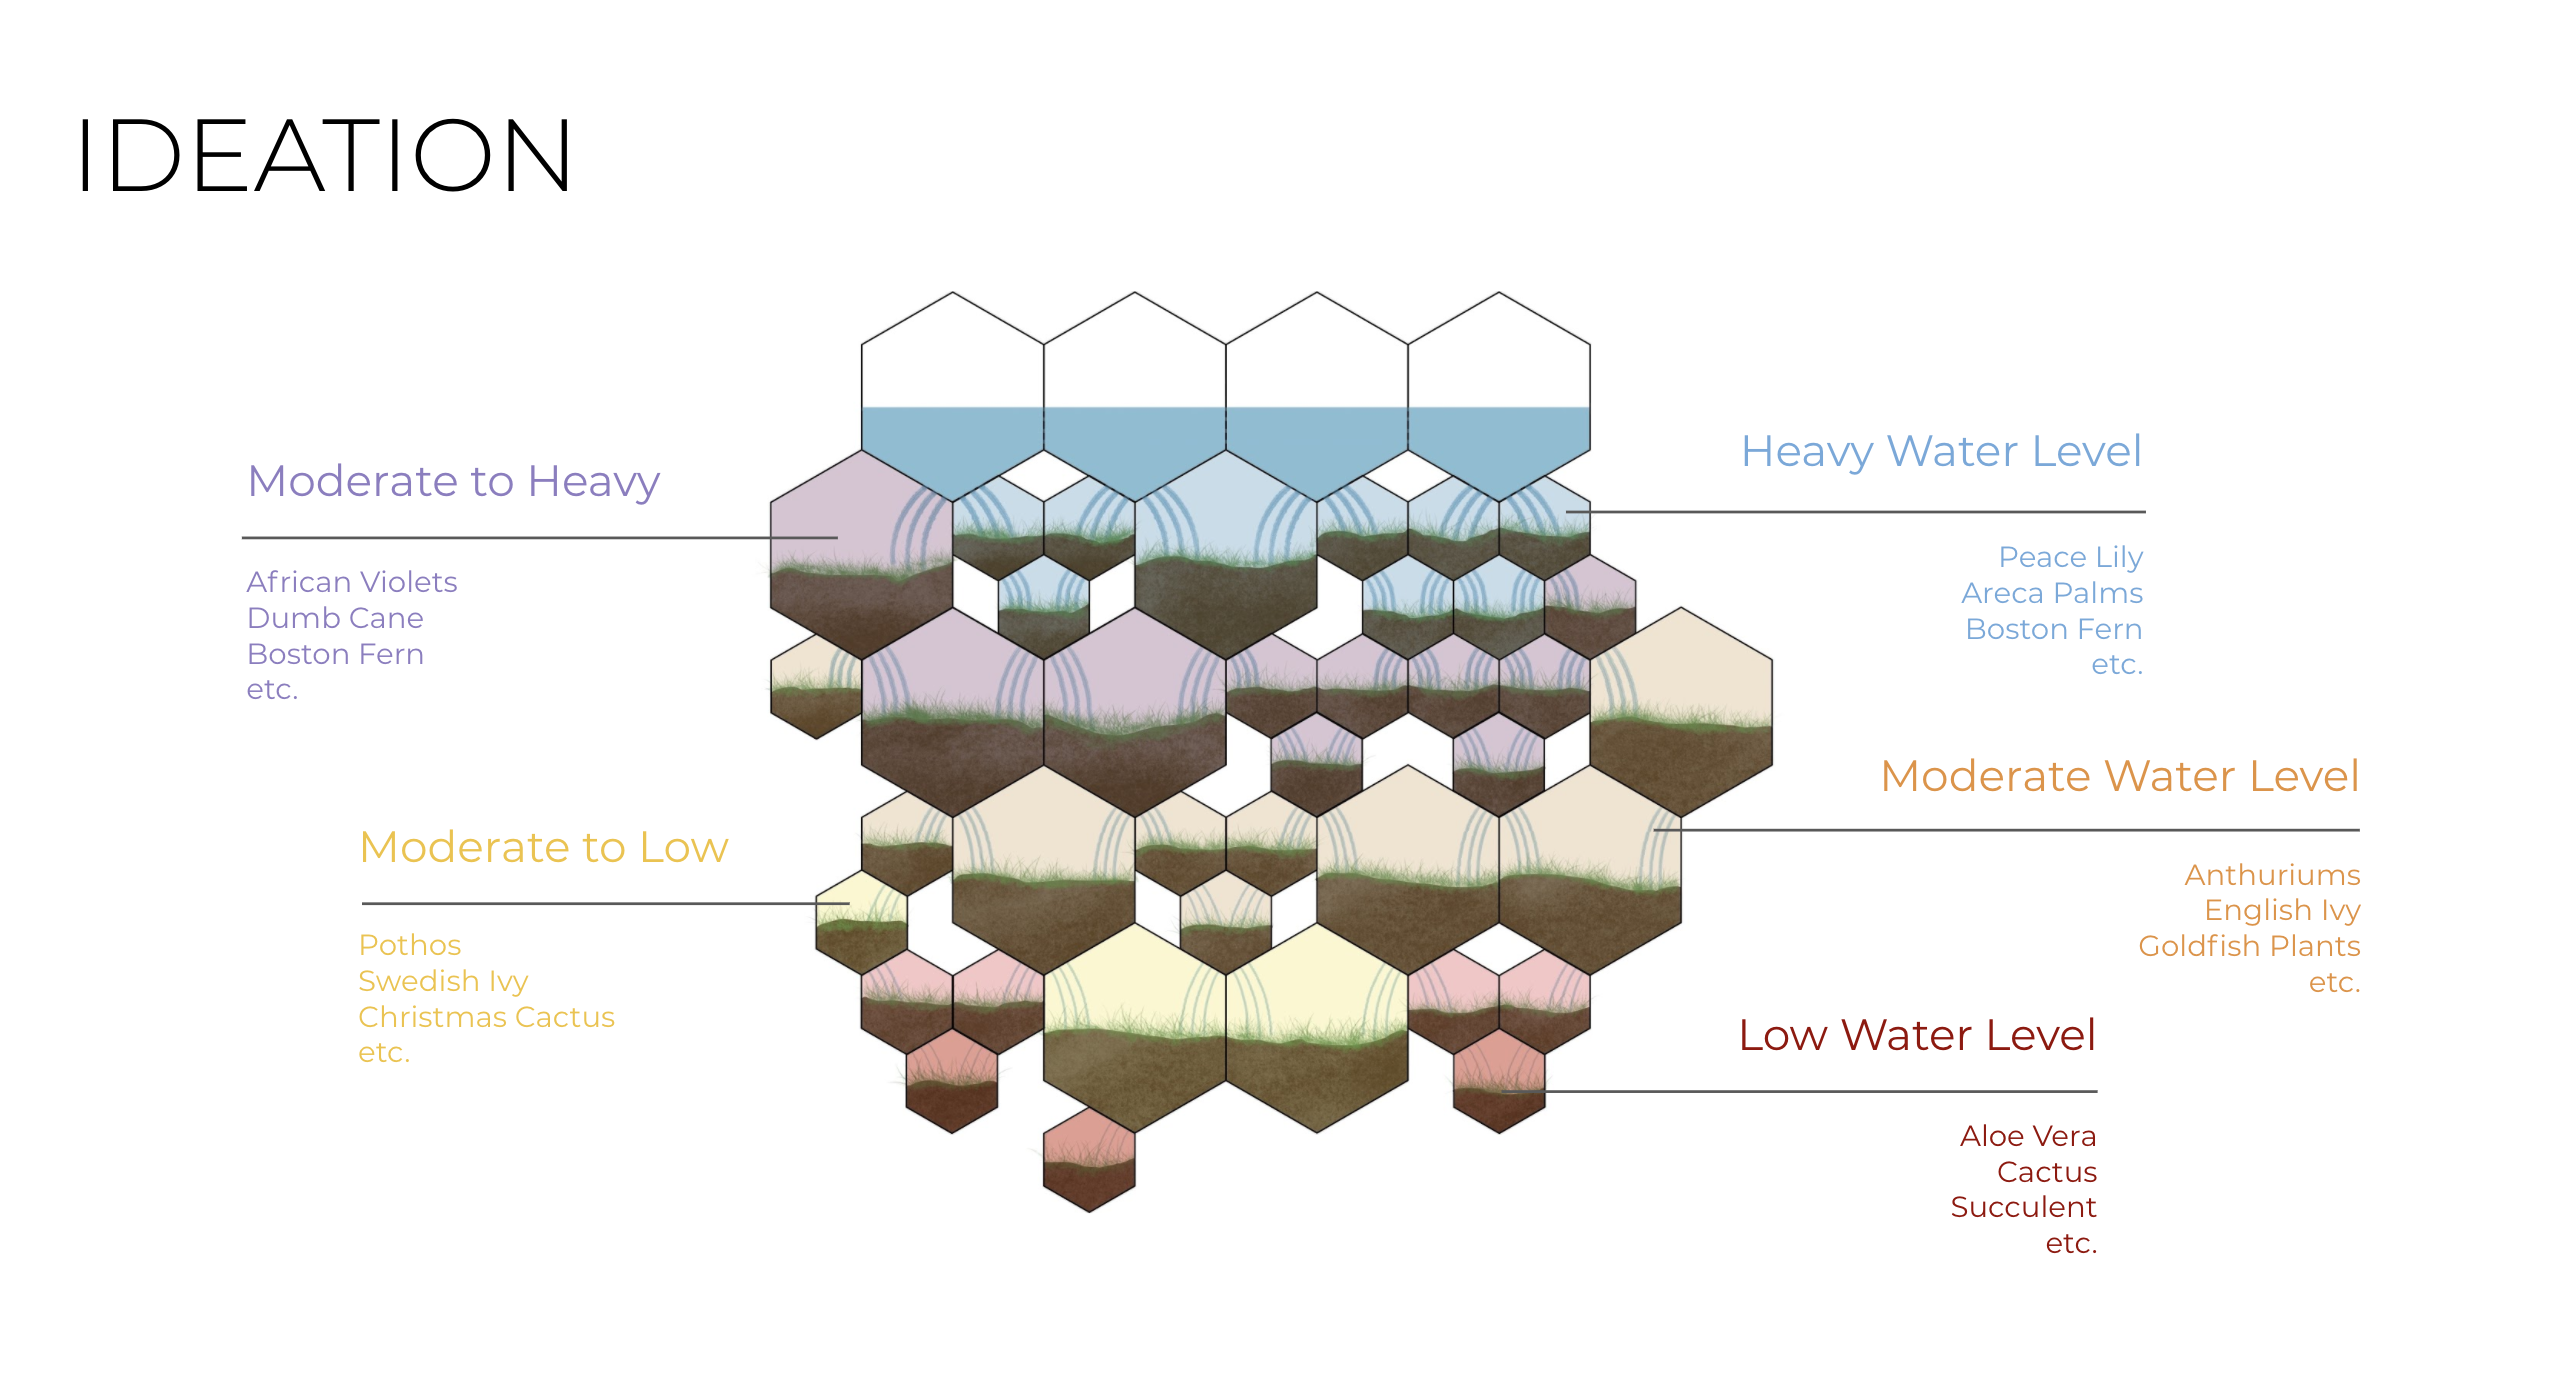 IDEATION
Moderate to Heavy
African Violets
Dumb Cane
Boston Fern
etc.
Heavy Water Level
Peace Lily
Areca Palms
Boston Fern
etc.
Moderate to Low
Pothos
Swedish Ivy
Christmas Cactus
etc.
Moderate Water Level
Anthuriums
English Ivy
Goldfish Plants
etc.
Low Water Level
Aloe Vera
Cactus
Succulent
etc.